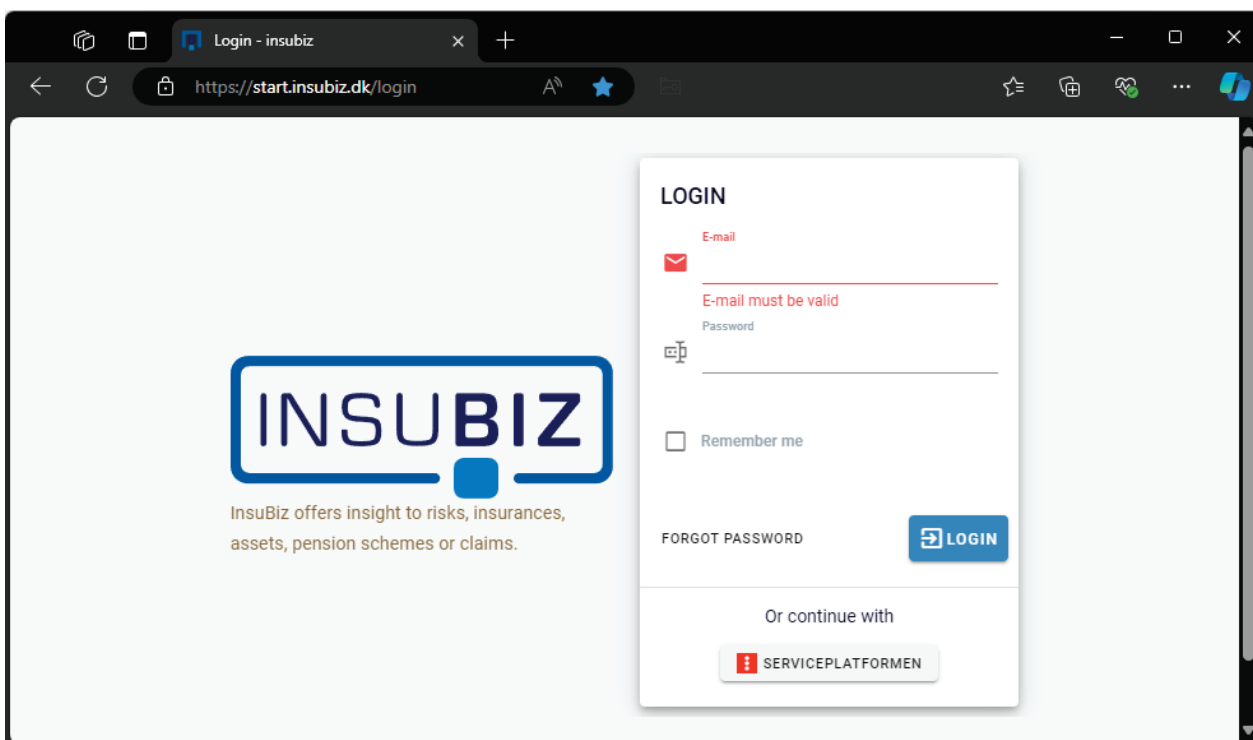 Login - insubiz
https://start.insubiz.dk/login
LOGIN
E-mail
E-mail must be valid
Password
Remember me
INSUBIZ
InsuBiz offers insight to risks, insurances,
assets, pension schemes or claims.
FORGOT PASSWORD
LOGIN
Or continue with
SERVICEPLATFORMEN